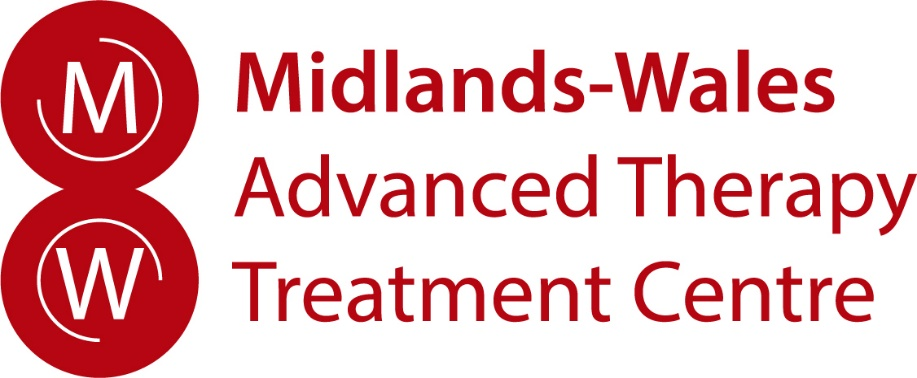 M
W
Midlands-Wales
Advanced Therapy
Treatment Centre